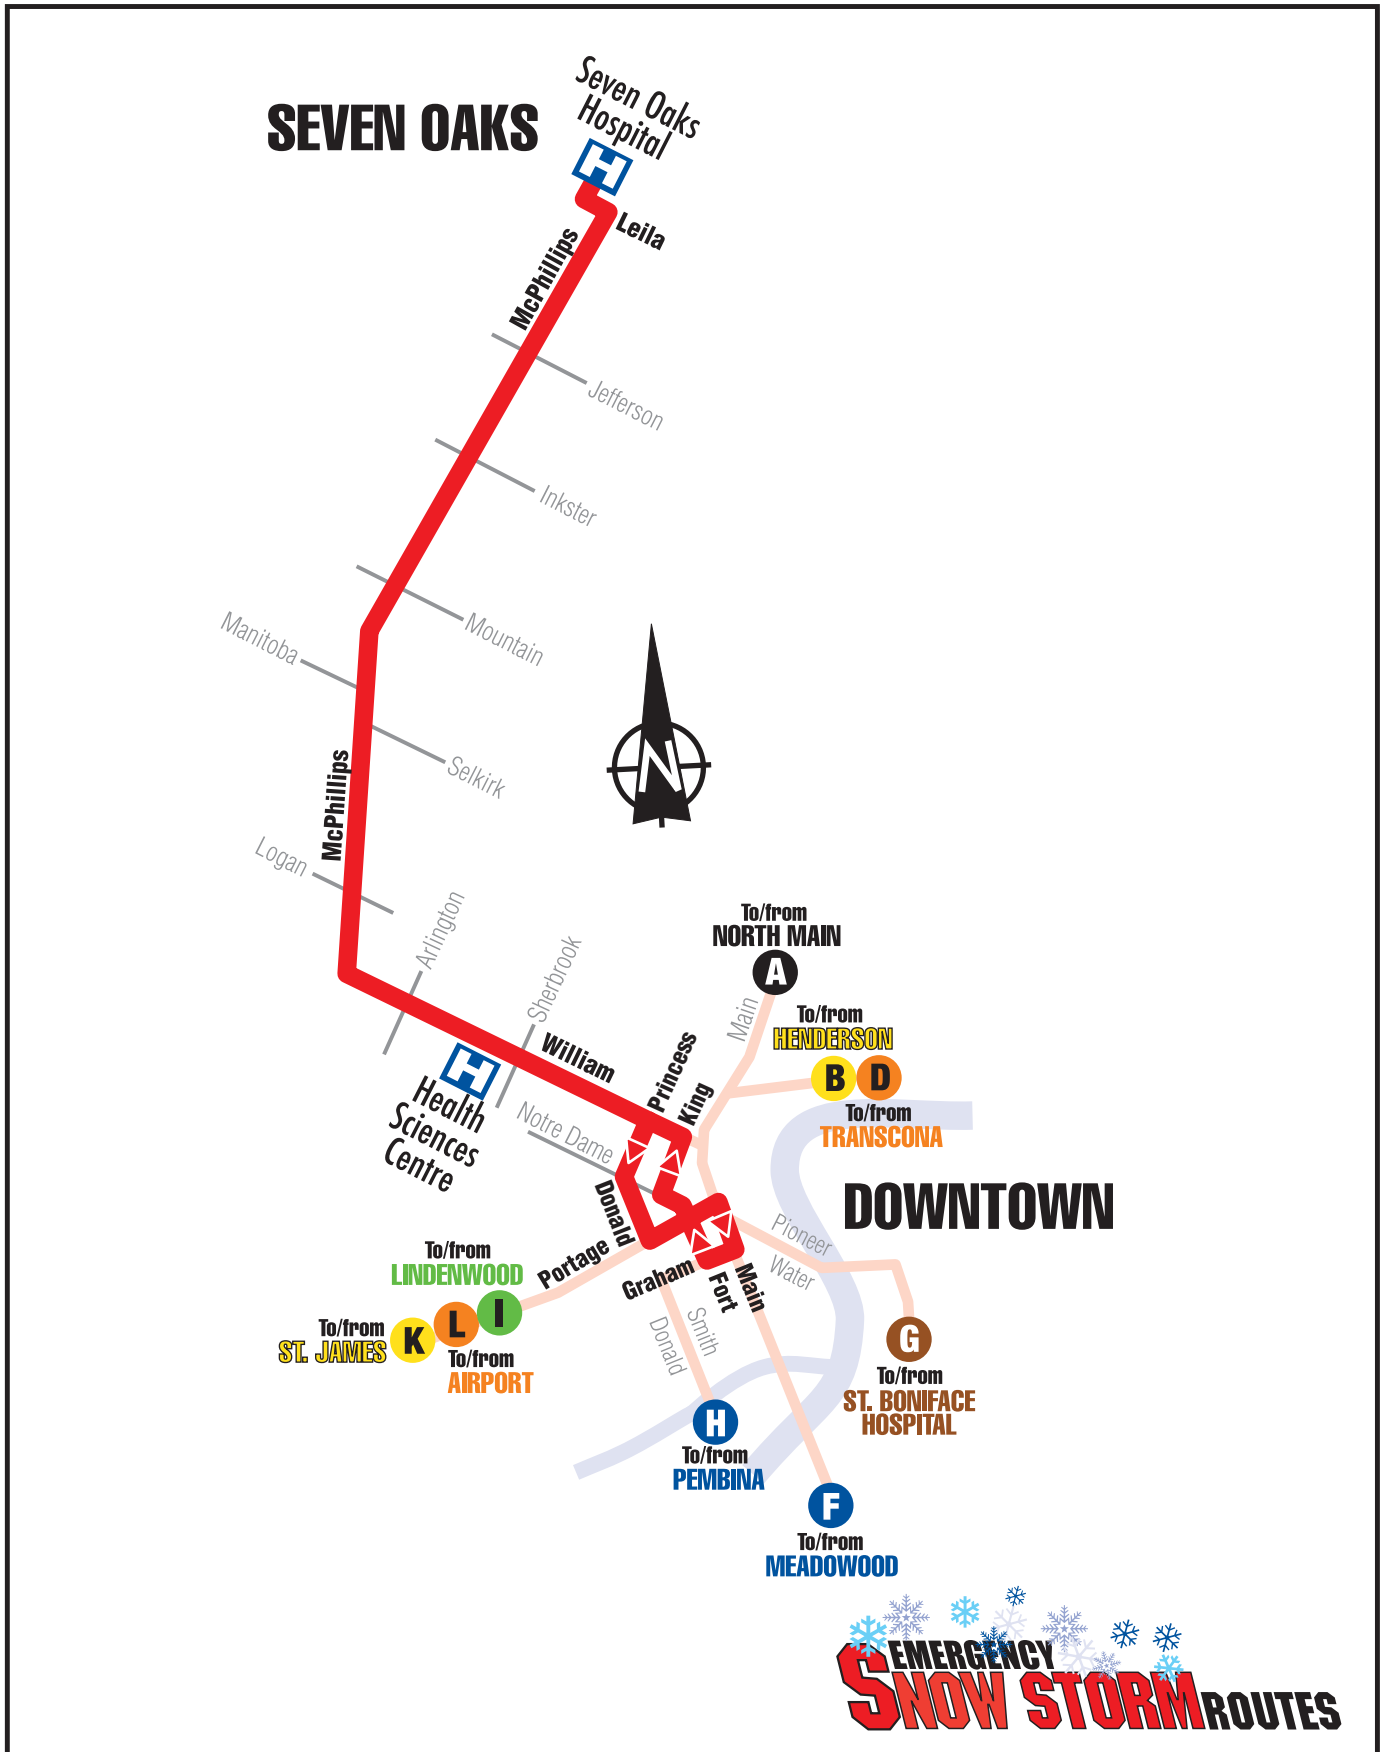 SEVEN OAKS
Seven Oaks
Hospital
Leila
McPhillips
Jefferson
Inkster
Mountain
Manitoba
Selkirk
McPhillips
Logan
Arlington
Sherbrook
N
To/from
NORTH MAIN
A
Main
To/from
HENDERSON
B D
To/from
TRANSCONA
William
Princess
King
H
Health
Sciences
Centre
Notre Dame
DOWNTOWN
Donald
Pioneer
Water
Portage
Graham
Fort
Main
To/from
LINDENWOOD
I
L
K
To/from
ST. JAMES
To/from
AIRPORT
Smith
Donald
G
To/from
ST. BONIFACE
HOSPITAL
H
To/from
PEMBINA
F
To/from
MEADOWOOD
EMERGENCY
SNOW STORM ROUTES
H